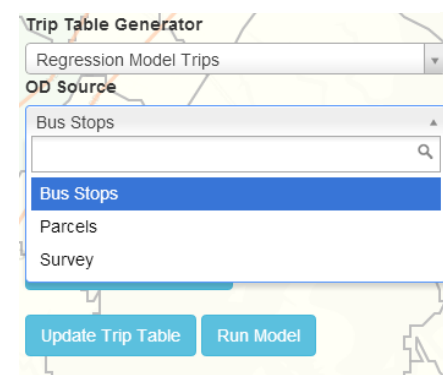 Trip Table Generator
Regression Model Trips
OD Source
Bus Stops
Bus Stops
Parcels
Survey
Update Trip Table Run Model